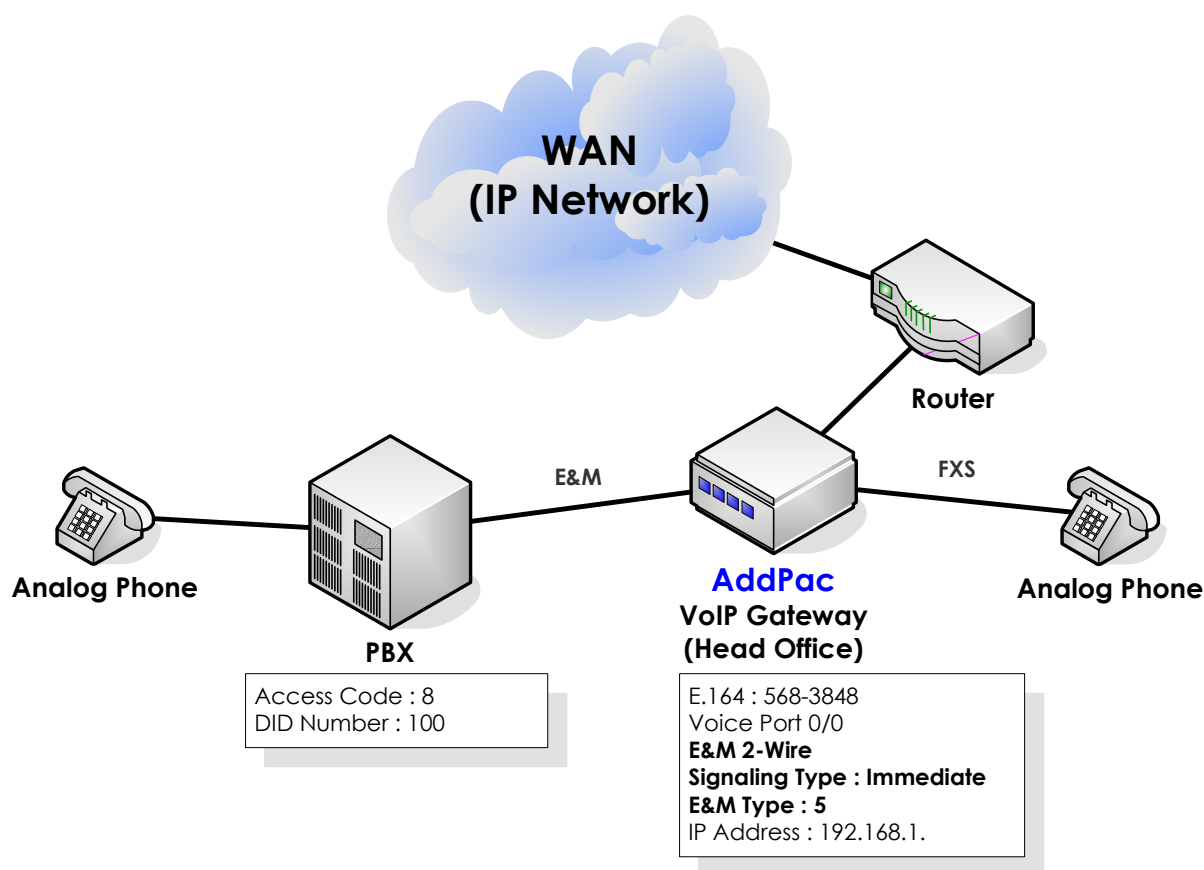 WAN
(IP Network)
Router
E&M
FXS
Analog Phone
PBX
AddPac
VoIP Gateway
(Head Office)
Analog Phone
Access Code : 8
DID Number : 100
E.164 : 568-3848
Voice Port 0/0
E&M 2-Wire
Signaling Type : Immediate
E&M Type : 5
IP Address : 192.168.1.